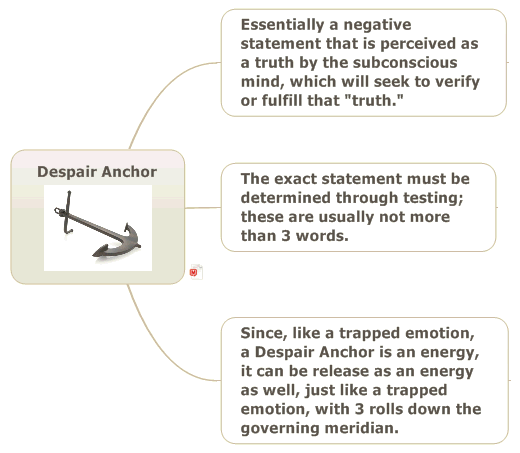 Essentially a negative
statement that is perceived as
a truth by the subconscious
mind, which will seek to verify
or fulfill that "truth."
Despair Anchor
The exact statement must be
determined through testing;
these are usually not more
than 3 words.
Since, like a trapped emotion,
a Despair Anchor is an energy,
it can be release as an energy
as well, just like a trapped
emotion, with 3 rolls down the
governing meridian.